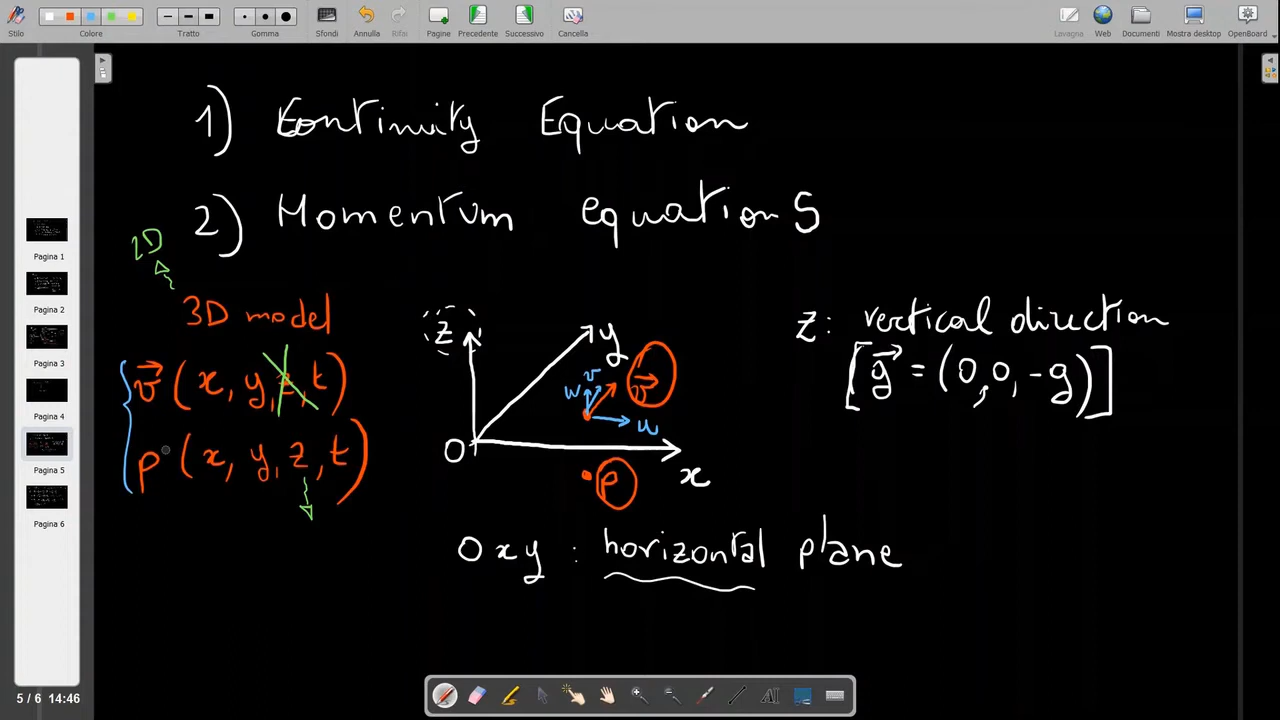 Stilo Colore Tratto Gomma Sfondi Annulla Rifai Pagine Precedente Successivo Cancella Lavagna Web Documenti Mostra desktop OpenBoard
1) Continuity Equation
2) Momentum equations
2D
3D model
v⃗ (x, y, z, t)
p (x, y, z, t)
z
y
w v v⃗
u
O
x
p
z: vertical direction
[g⃗ = (0, 0, -g)]
Oxy : horizontal plane
Pagina 1
Pagina 2
Pagina 3
Pagina 4
Pagina 5
Pagina 6
5 / 6 14:46